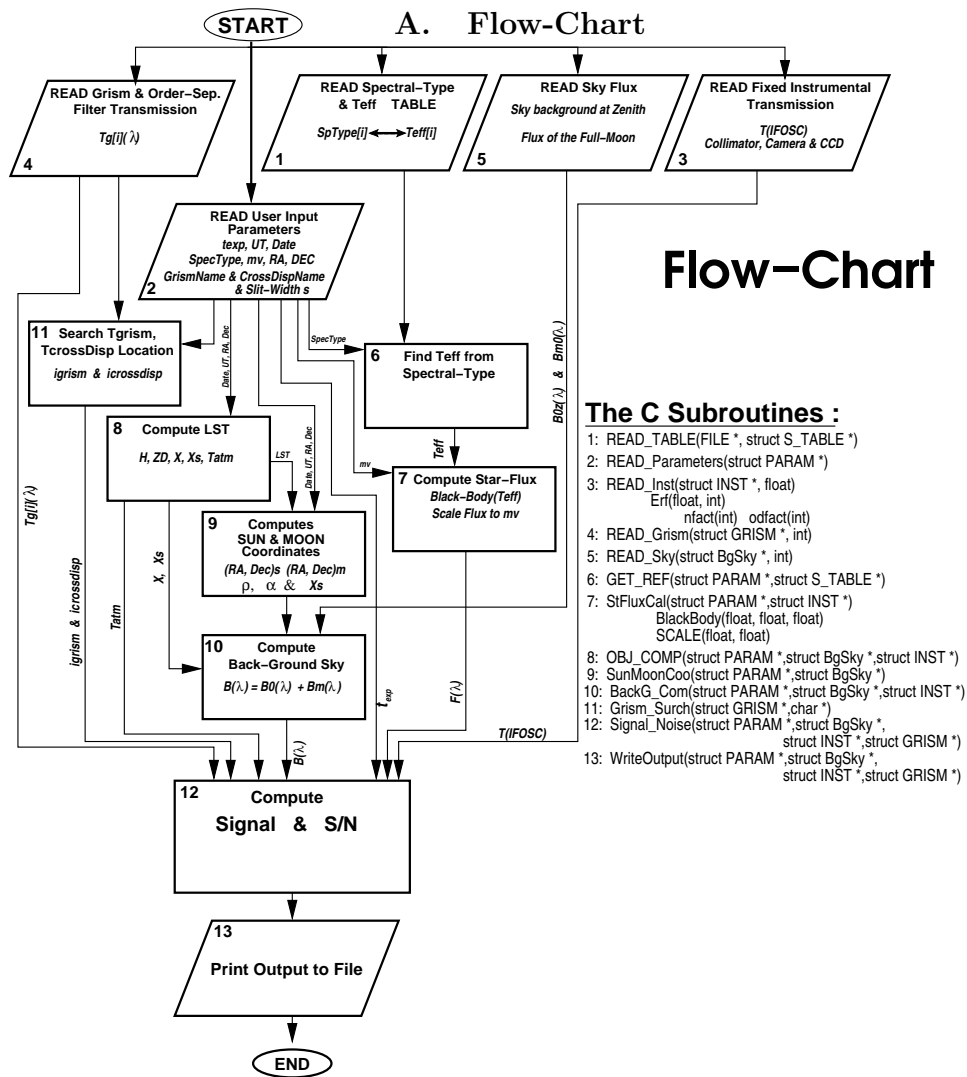 A. Flow-Chart
START
READ Grism & Order-Sep.
Filter Transmission
Tg[i](λ)
4
READ Spectral-Type
& Teff TABLE
SpType[i] Teff[i]
1
READ Sky Flux
Sky background at Zenith
Flux of the Full-Moon
5
READ Fixed Instrumental
Transmission
T(IFOSC)
Collimator, Camera & CCD
3
READ User Input
Parameters
texp, UT, Date
SpecType, mv, RA, DEC
GrismName & CrossDispName
& Slit-Width s
2
Flow-Chart
11 Search Tgrism,
TcrossDisp Location
igrism & icrossdisp
Date, UT, RA, Dec
SpecType
6 Find Teff from
Spectral-Type
B0z(λ) & Bm0(λ)
8 Compute LST
H, ZD, X, Xs, Tatm
LST
Date, UT, RA, Dec
mv
Teff
7 Compute Star-Flux
Black-Body(Teff)
Scale Flux to mv
9 Computes
SUN & MOON
Coordinates
(RA, Dec)s (RA, Dec)m
ρ, α & Xs
Tg[i](λ)
igrism & icrossdisp
Tatm
X, Xs
10 Compute
Back-Ground Sky
B(λ) = B0(λ) + Bm(λ)
B(λ)
texp
F(λ)
T(IFOSC)
12 Compute
Signal & S/N
13
Print Output to File
END
The C Subroutines :
1: READ_TABLE(FILE *, struct S_TABLE *)
2: READ_Parameters(struct PARAM *)
3: READ_Inst(struct INST *, float)
Erf(float, int)
nfact(int) odfact(int)
4: READ_Grism(struct GRISM *, int)
5: READ_Sky(struct BgSky *, int)
6: GET_REF(struct PARAM *,struct S_TABLE *)
7: StFluxCal(struct PARAM *,struct INST *)
BlackBody(float, float, float)
SCALE(float, float)
8: OBJ_COMP(struct PARAM *,struct BgSky *,struct INST *)
9: SunMoonCoo(struct PARAM *,struct BgSky *)
10: BackG_Com(struct PARAM *,struct BgSky *,struct INST *)
11: Grism_Surch(struct GRISM *,char *)
12: Signal_Noise(struct PARAM *,struct BgSky *,
struct INST *,struct GRISM *)
13: WriteOutput(struct PARAM *,struct BgSky *,
struct INST *,struct GRISM *)